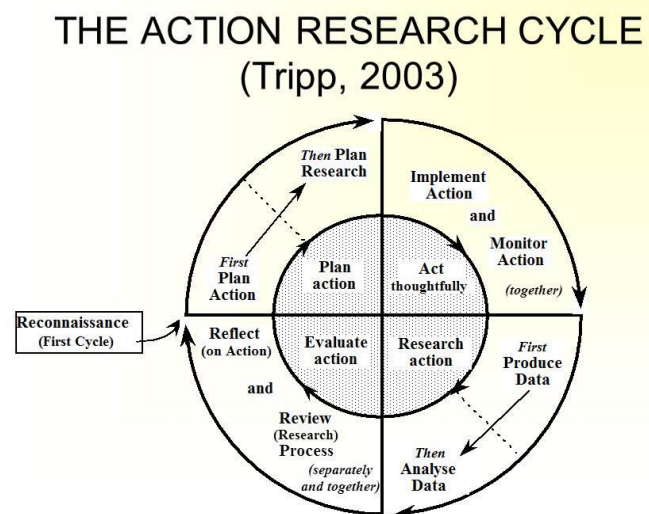 THE ACTION RESEARCH CYCLE
(Tripp, 2003)
Then Plan
Research
First
Plan
Action
Plan
action
Implement
Action
and
Monitor
Action
(together)
Act
thoughtfully
Reconnaissance
(First Cycle)
Reflect
(on Action)
and
Review
(Research)
Process
(separately
and together)
Evaluate
action
Research
action
First
Produce
Data
Then
Analyse
Data